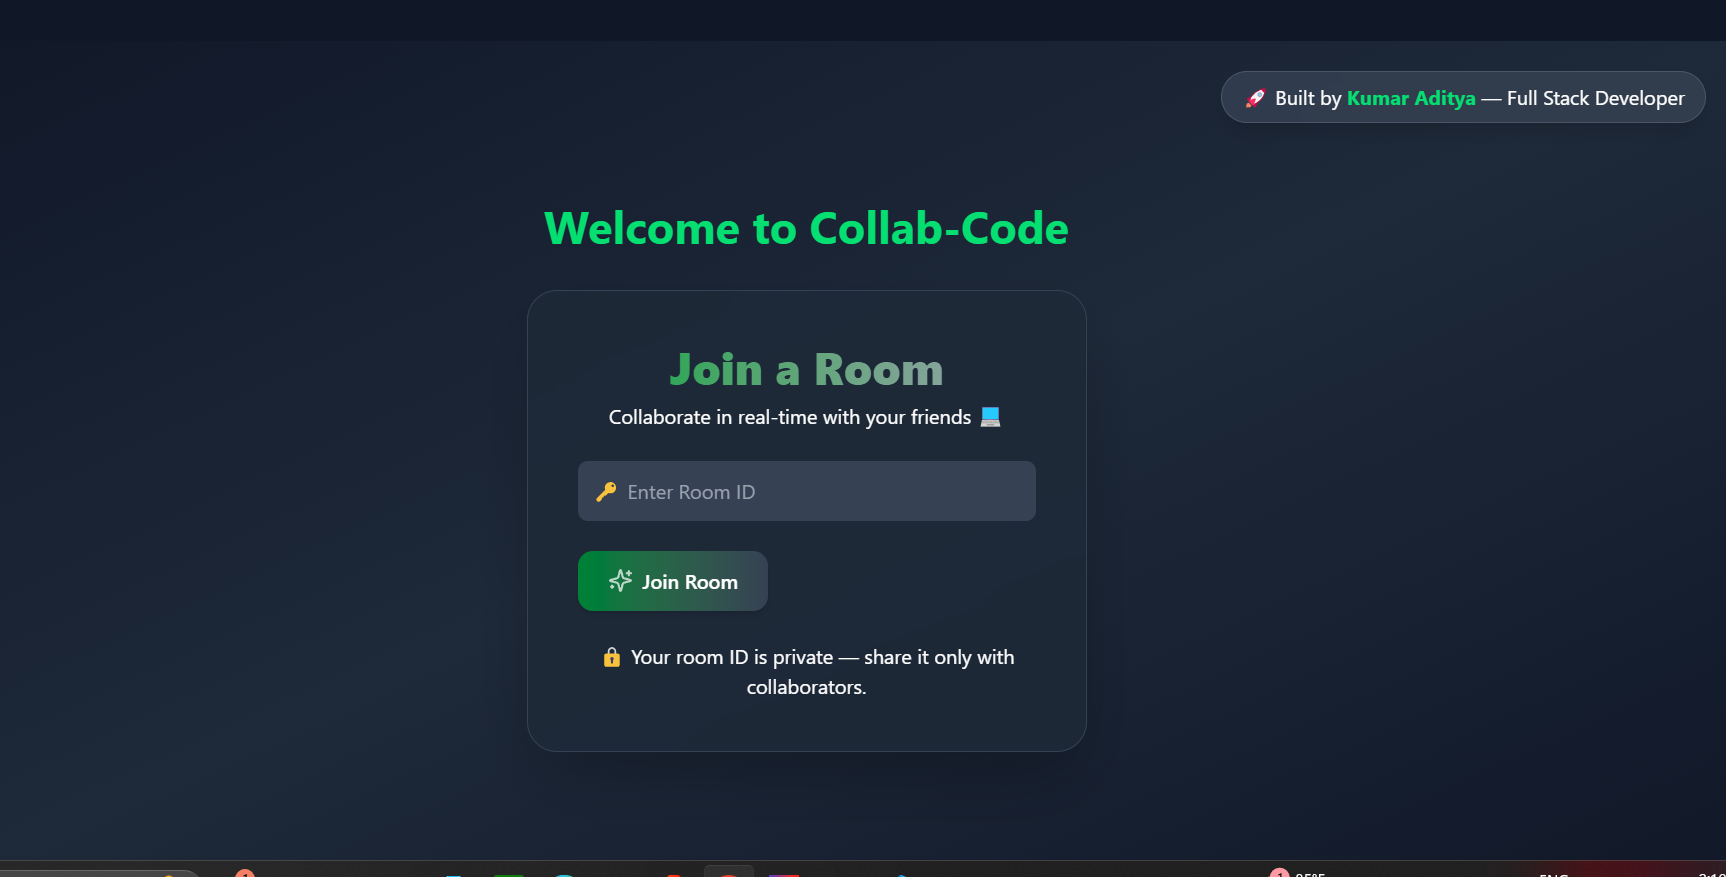 🚀 Built by Kumar Aditya — Full Stack Developer
Welcome to Collab-Code
Join a Room
Collaborate in real-time with your friends 💻
🔑 Enter Room ID
Join Room
🔒 Your room ID is private — share it only with
collaborators.